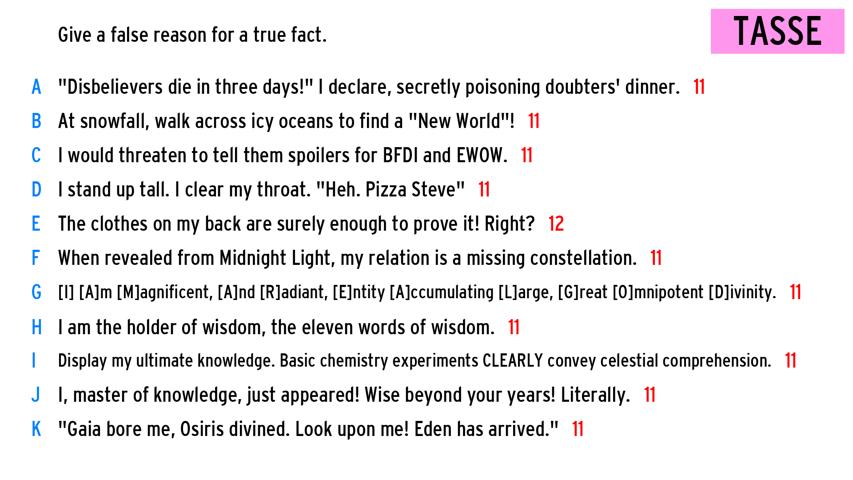 Give a false reason for a true fact.
TASSE
A "Disbelievers die in three days!" I declare, secretly poisoning doubters' dinner. 11
B At snowfall, walk across icy oceans to find a "New World"! 11
C I would threaten to tell them spoilers for BFDI and EWOW. 11
D I stand up tall. I clear my throat. "Heh. Pizza Steve" 11
E The clothes on my back are surely enough to prove it! Right? 12
F When revealed from Midnight Light, my relation is a missing constellation. 11
G [I] [A]m [M]agnificent, [A]nd [R]adiant, [E]ntity [A]ccumulating [L]arge, [G]reat [O]mnipotent [D]ivinity. 11
H I am the holder of wisdom, the eleven words of wisdom. 11
I Display my ultimate knowledge. Basic chemistry experiments CLEARLY convey celestial comprehension. 11
J I, master of knowledge, just appeared! Wise beyond your years! Literally. 11
K "Gaia bore me, Osiris divined. Look upon me! Eden has arrived." 11